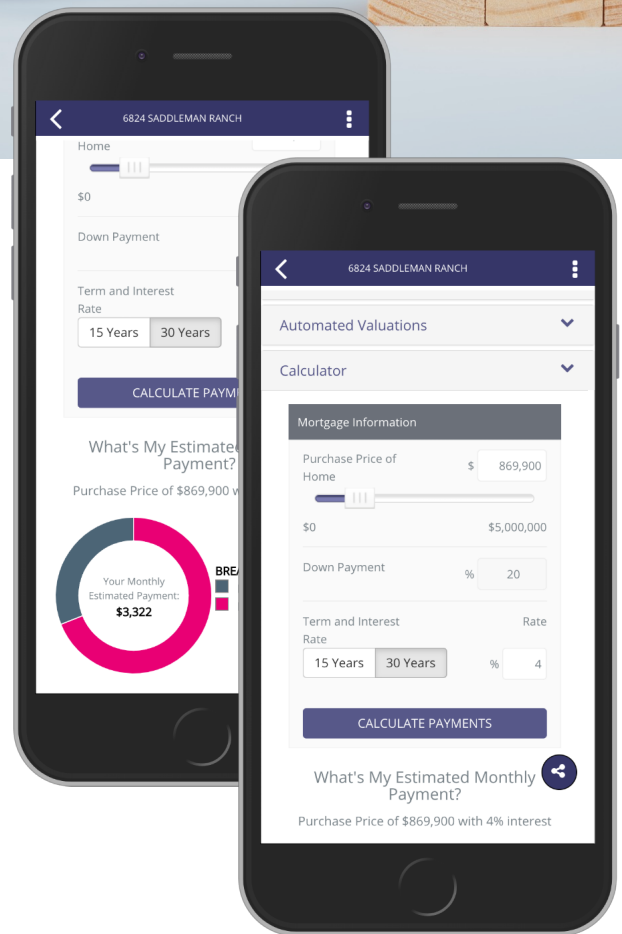 6824 SADDLEMAN RANCH
Home
$0
Down Payment
Term and Interest
Rate
15 Years 30 Years
CALCULATE
What's My
Payment?
Purchase Price of $869,900
Your Monthly
Estimated Payment:
$3,322
6824 SADDLEMAN RANCH
Automated Valuations
Calculator
Mortgage Information
Purchase Price of
Home
$ 869,900
$0 $5,000,000
Down Payment
% 20
Term and Interest
Rate
Rate
15 Years 30 Years
% 4
CALCULATE PAYMENTS
What's My Estimated Monthly
Payment?
Purchase Price of $869,900 with 4% interest